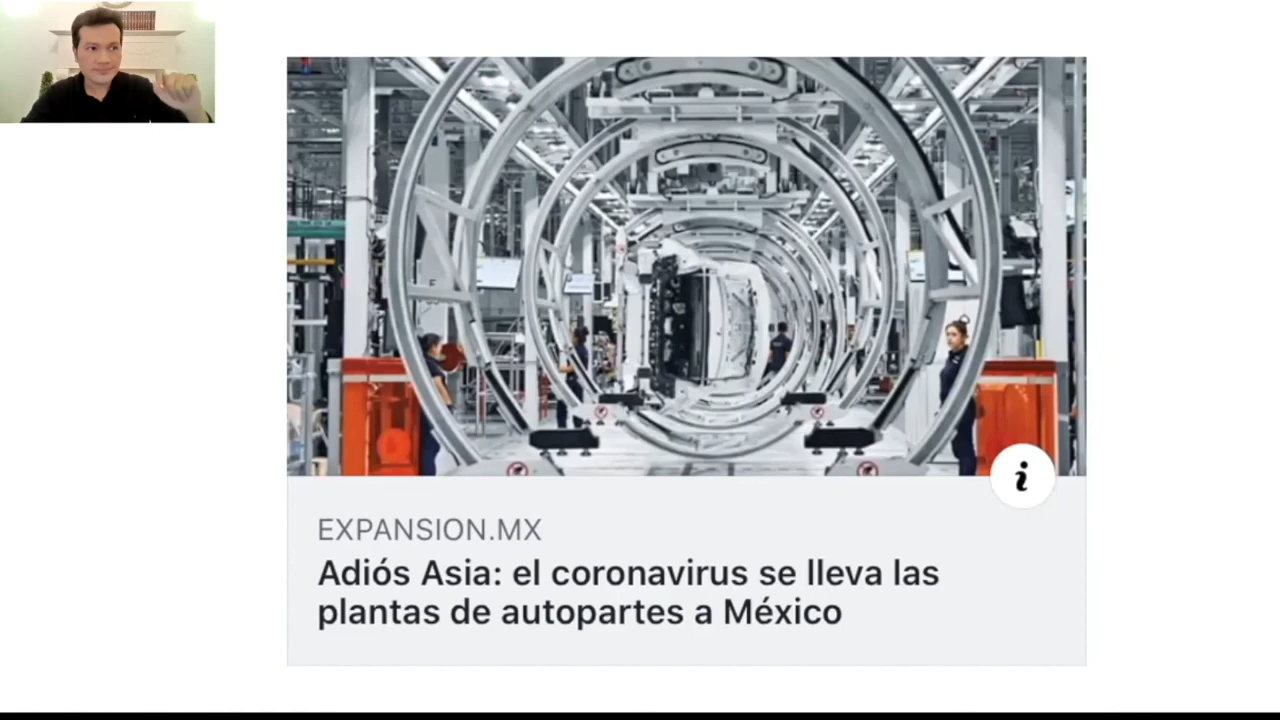 EXPANSION.MX
Adiós Asia: el coronavirus se lleva las
plantas de autopartes a México
i